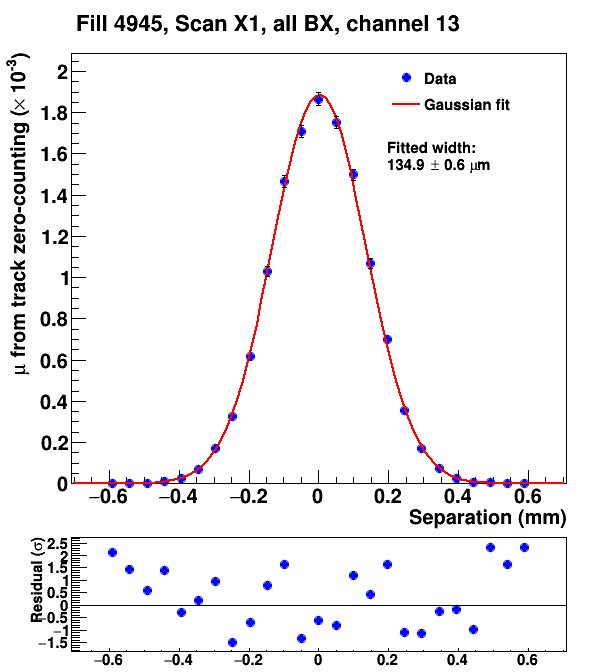 Fill 4945, Scan X1, all BX, channel 13
μ from track zero-counting (× 10⁻³)
2
1.8
1.6
1.4
1.2
1
0.8
0.6
0.4
0.2
0
Data
Gaussian fit
Fitted width:
134.9 ± 0.6 μm
−0.6 −0.4 −0.2 0 0.2 0.4 0.6
Separation (mm)
Residual (σ)
2.5
2
1.5
1
0.5
0
−0.5
−1
−1.5
−0.6 −0.4 −0.2 0 0.2 0.4 0.6